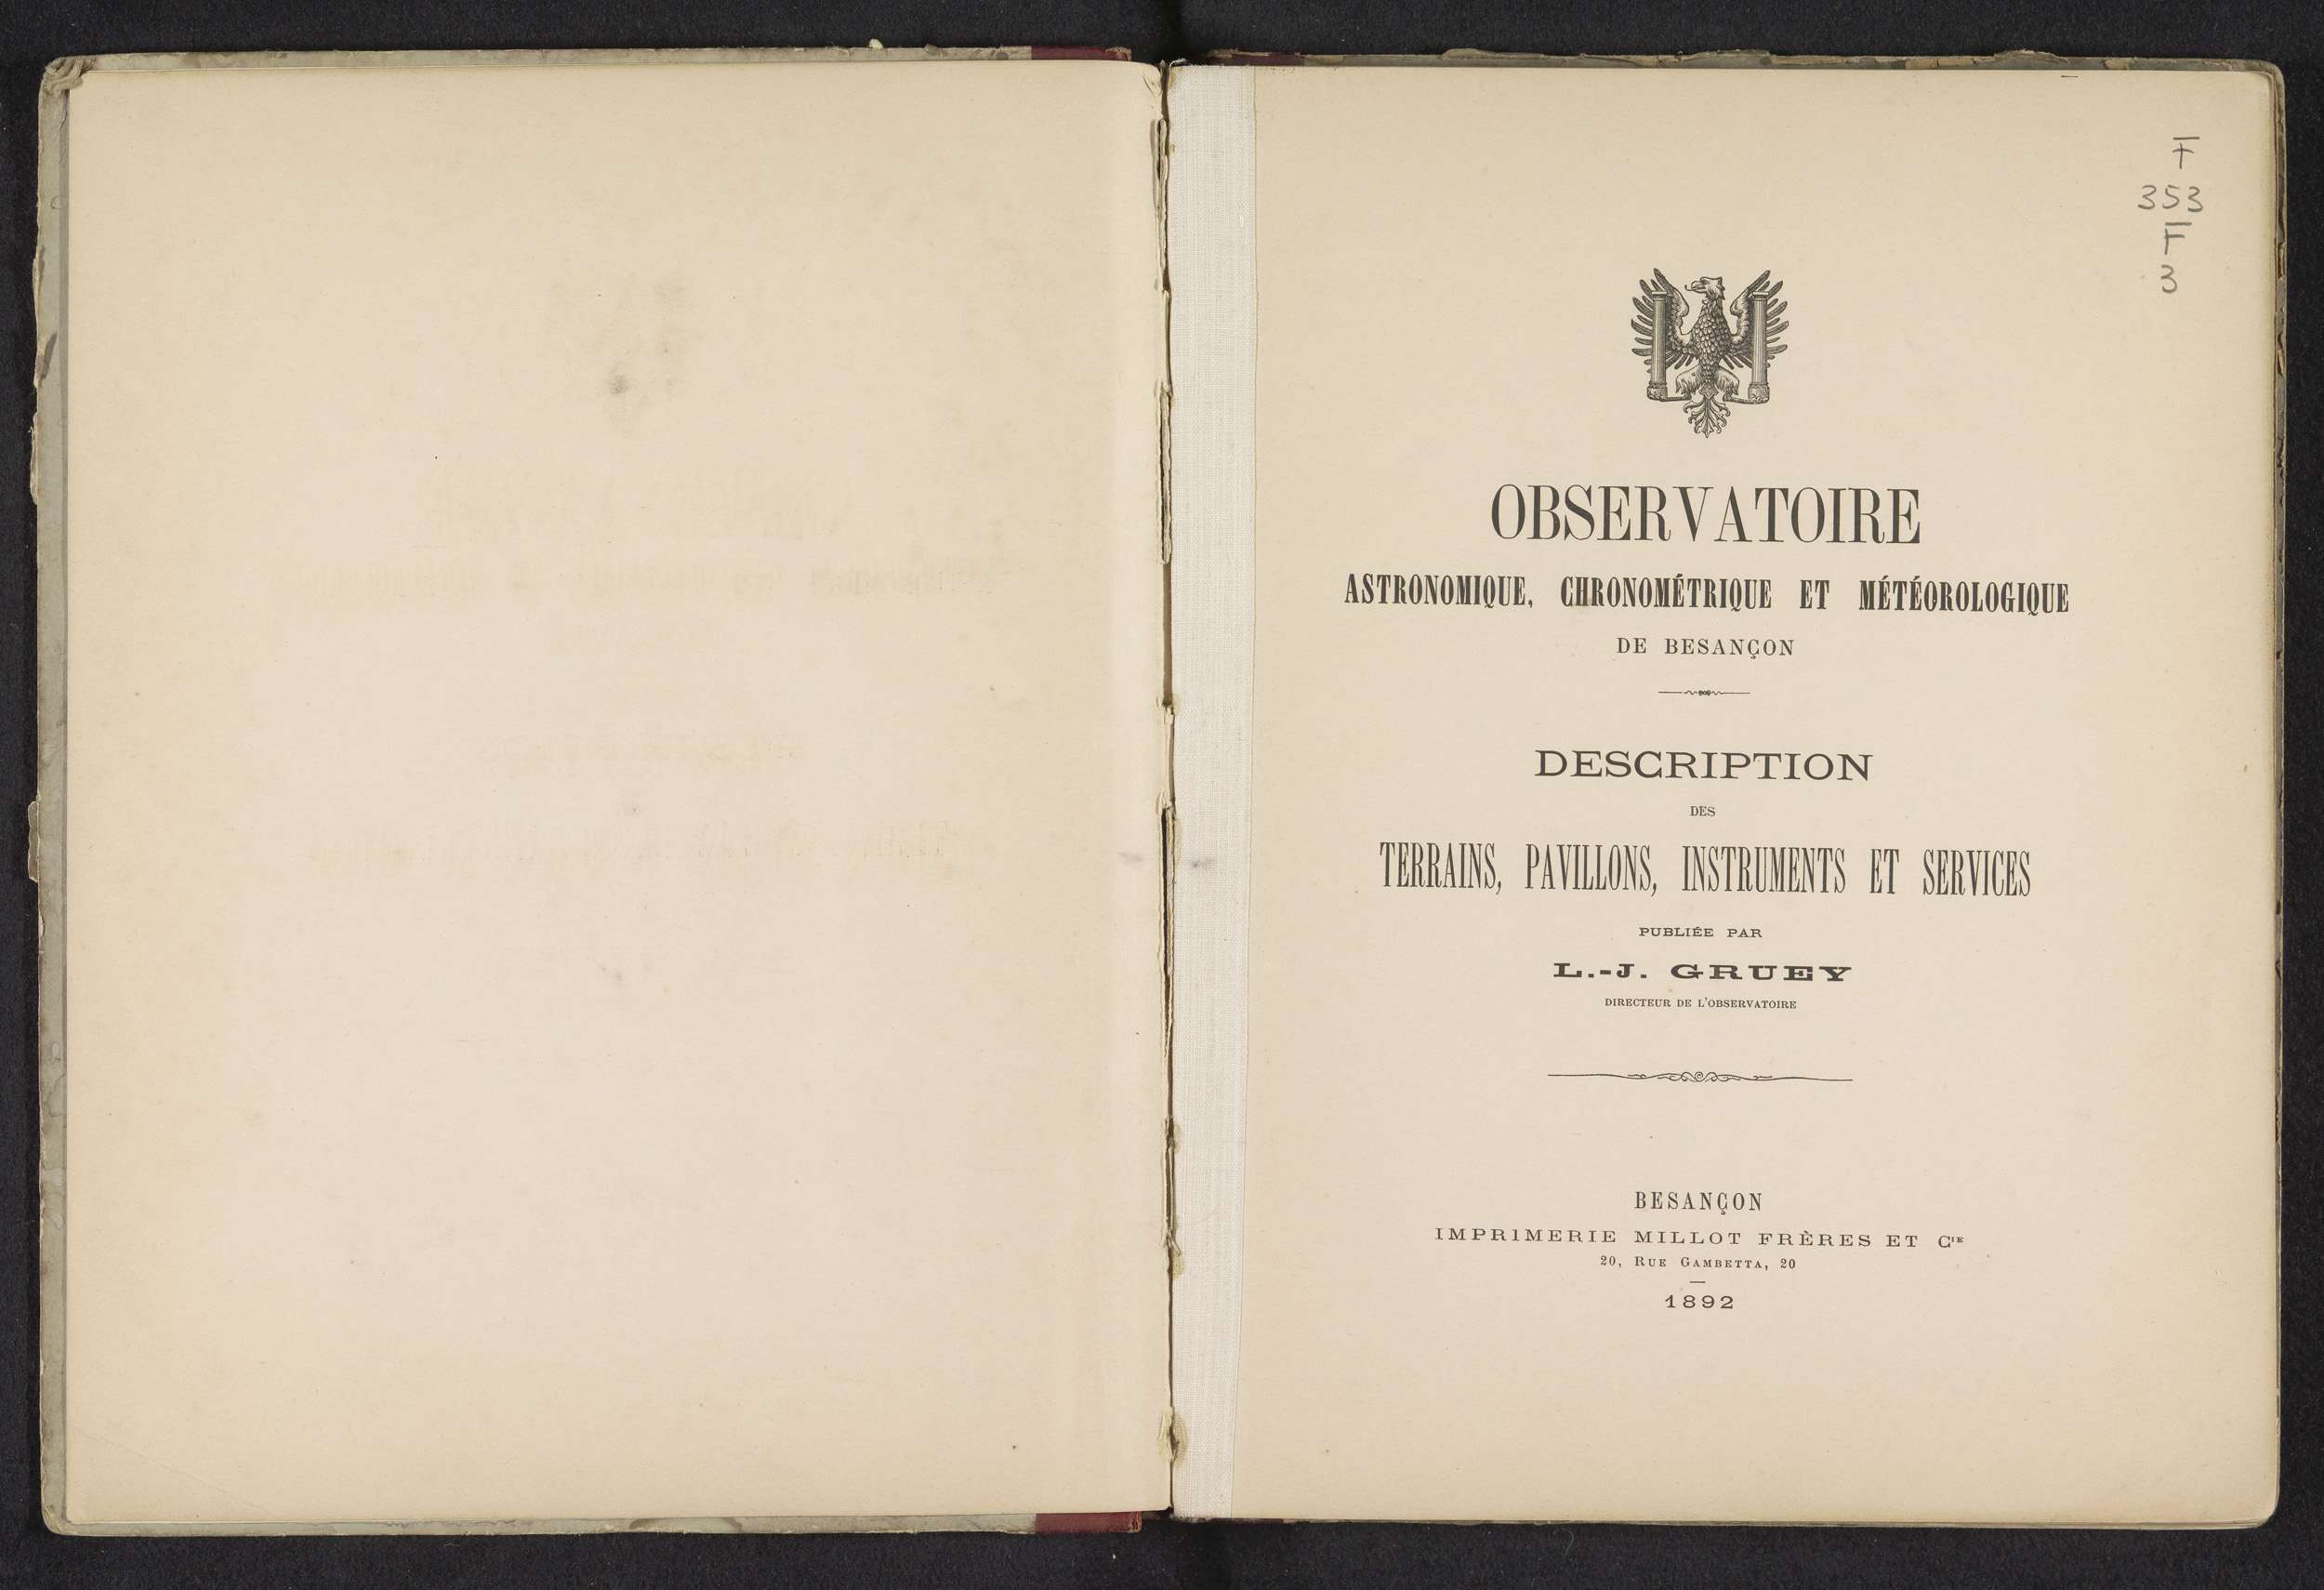 F
353
F
3
OBSERVATOIRE
ASTRONOMIQUE, CHRONOMÉTRIQUE ET MÉTÉOROLOGIQUE
DE BESANÇON
DESCRIPTION
DES
TERRAINS, PAVILLONS, INSTRUMENTS ET SERVICES
PUBLIÉE PAR
L.-J. GRUEY
DIRECTEUR DE L'OBSERVATOIRE
BESANÇON
IMPRIMERIE MILLOT FRÈRES ET CIE
20, RUE GAMBETTA, 20
1892